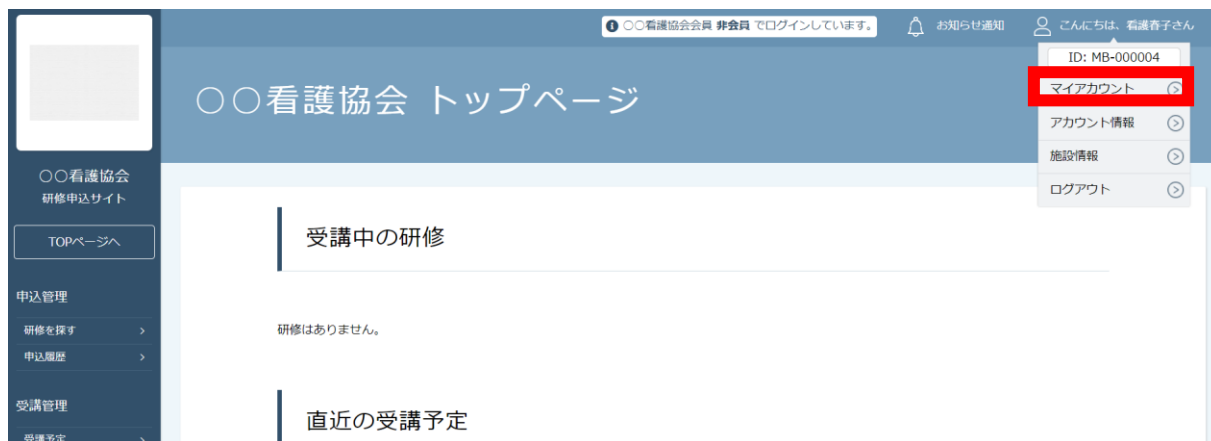 ○○看護協会会員 非会員 でログインしています。
お知らせ通知
こんにちは、看護春子さん
ID: MB-000004
マイアカウント
アカウント情報
施設情報
ログアウト
○○看護協会 トップページ
○○看護協会
研修申込サイト
TOPページへ
申込管理
研修を探す
申込履歴
受講管理
受講予定
受講中の研修
研修はありません。
直近の受講予定